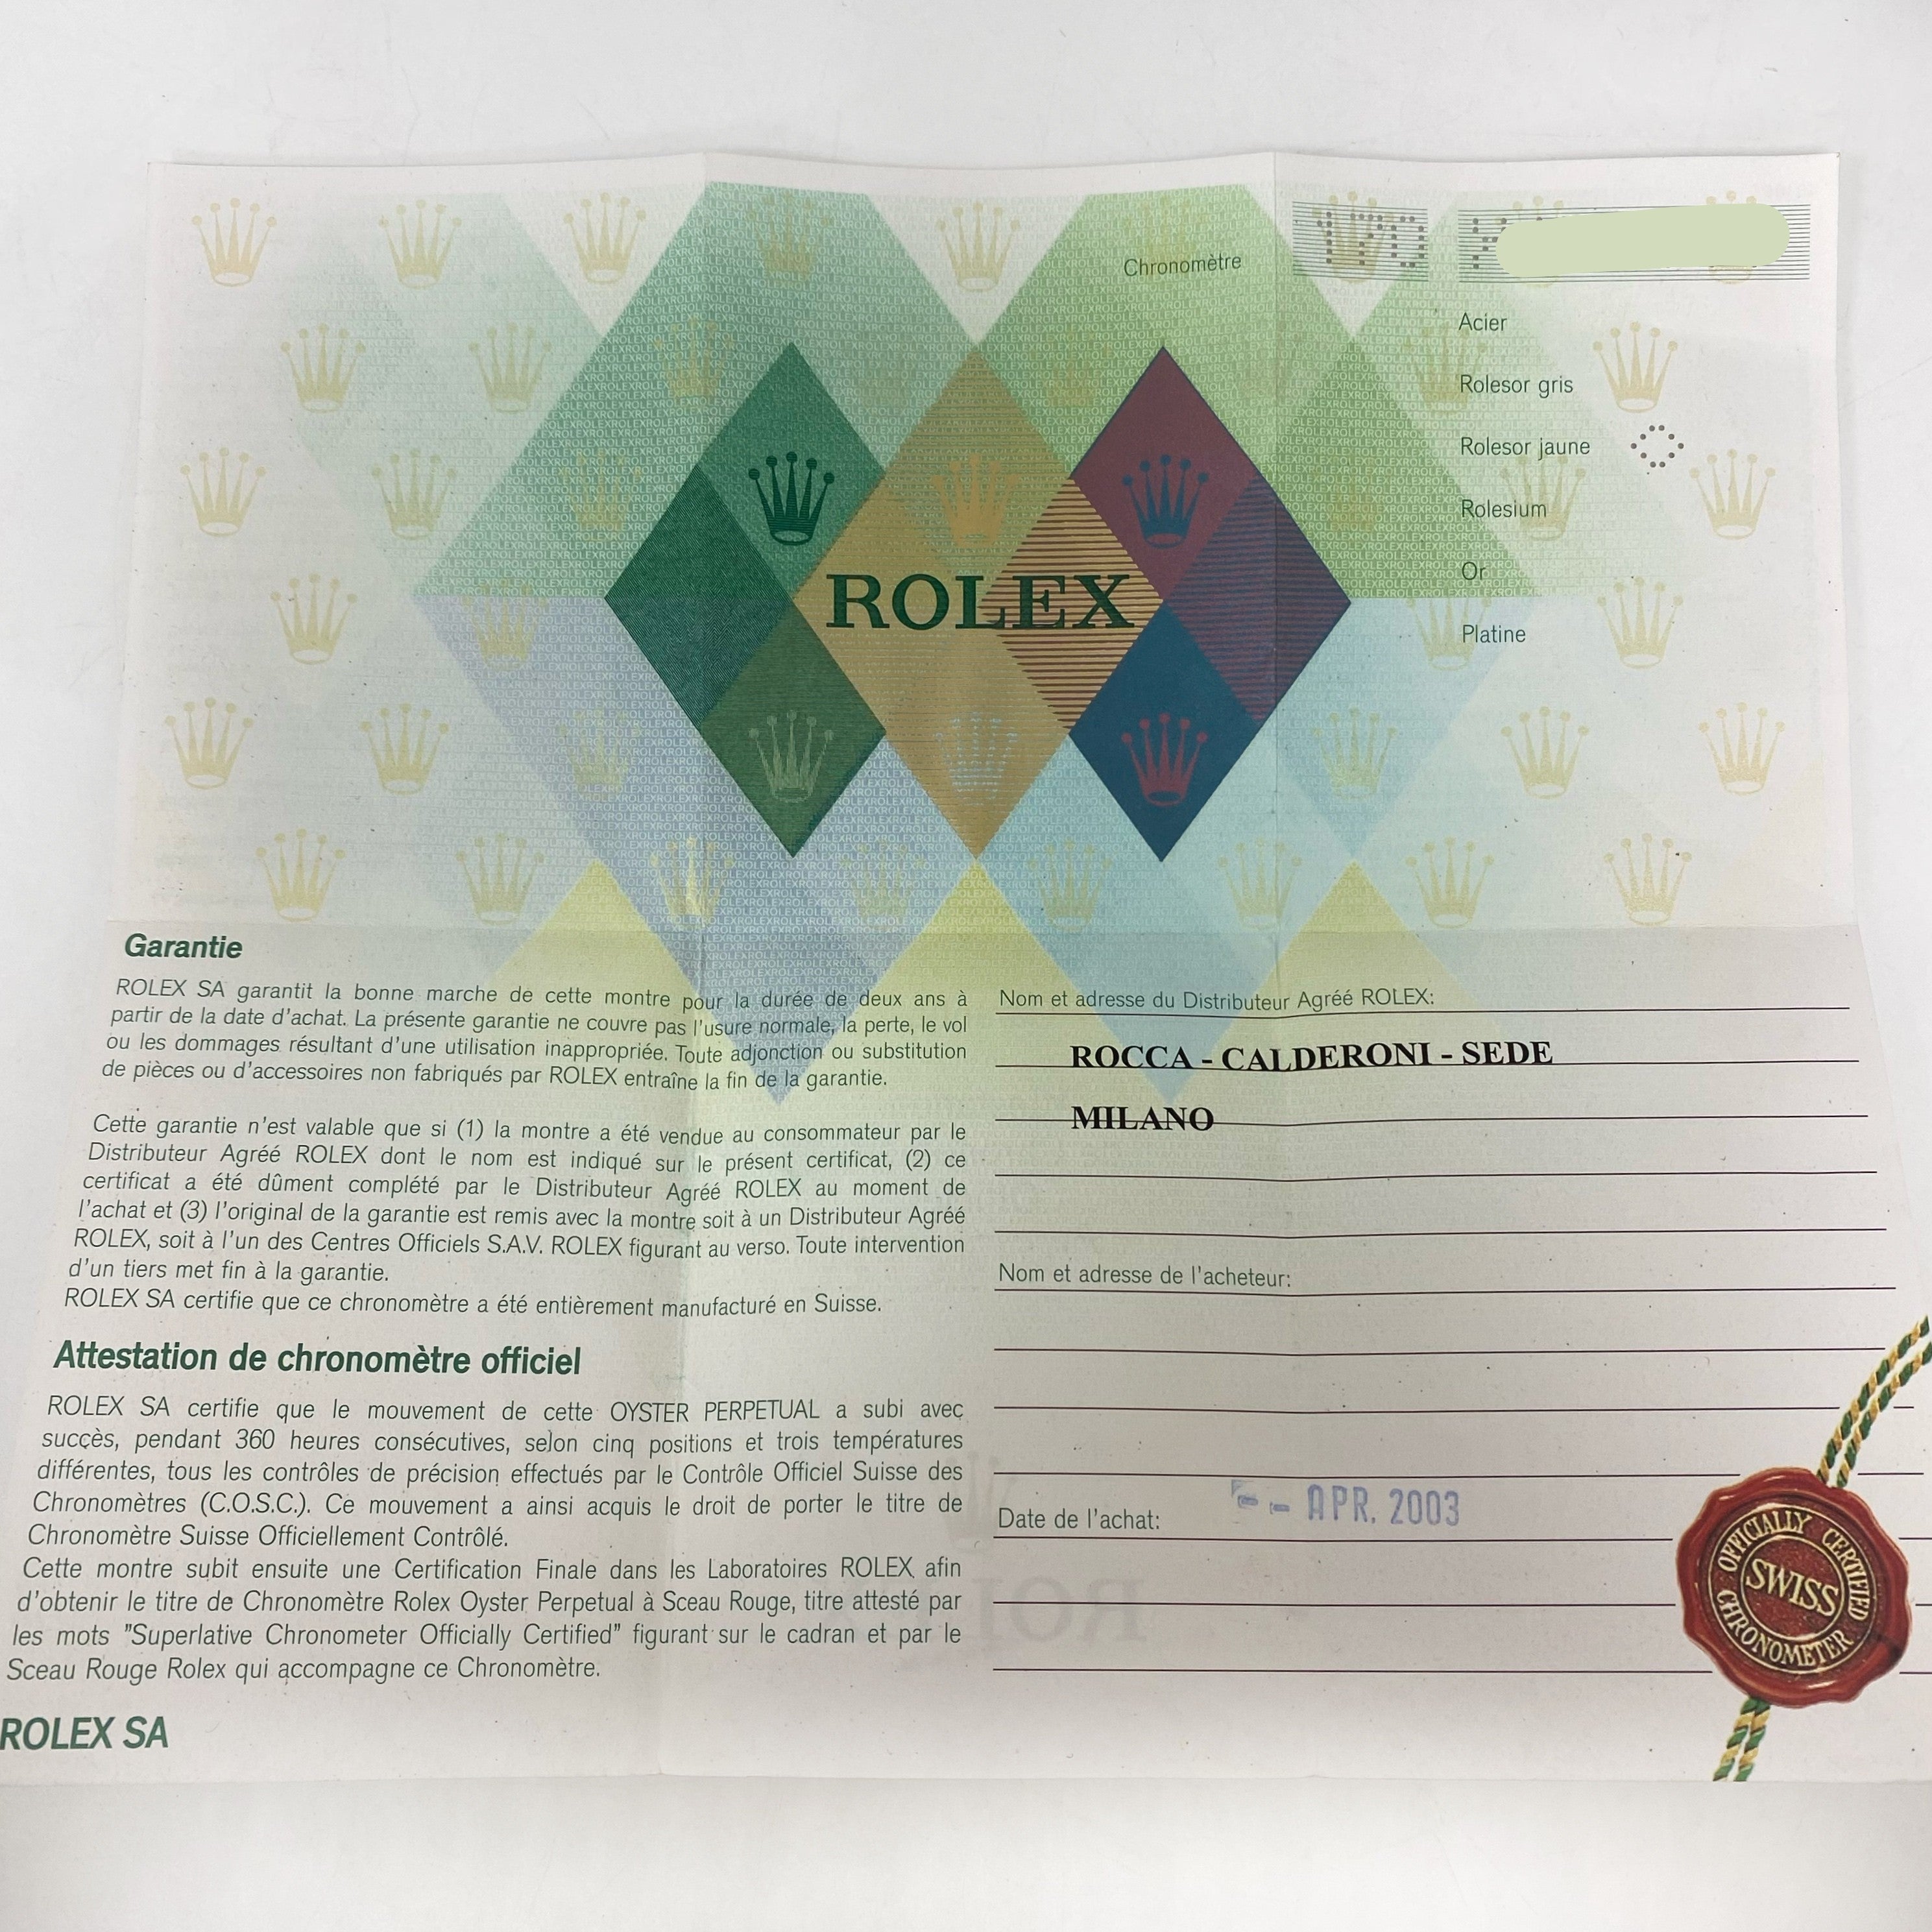 Chronomètre 170
Acier
Rolesor gris
Rolesor jaune
Rolesium
Or
Platine
ROLEX
Garantie
ROLEX SA garantit la bonne marche de cette montre pour la durée de deux ans à
partir de la date d'achat. La présente garantie ne couvre pas l'usure normale, la perte, le vol
ou les dommages résultant d'une utilisation inappropriée. Toute adjonction ou substitution
de pièces ou d'accessoires non fabriqués par ROLEX entraîne la fin de la garantie.
Cette garantie n'est valable que si (1) la montre a été vendue au consommateur par le
Distributeur Agréé ROLEX dont le nom est indiqué sur le présent certificat, (2) ce
certificat a été dûment complété par le Distributeur Agréé ROLEX au moment de
l'achat et (3) l'original de la garantie est remis avec la montre soit à un Distributeur Agréé
ROLEX, soit à l'un des Centres Officiels S.A.V. ROLEX figurant au verso. Toute intervention
d'un tiers met fin à la garantie.
ROLEX SA certifie que ce chronomètre a été entièrement manufacturé en Suisse.
Attestation de chronomètre officiel
ROLEX SA certifie que le mouvement de cette OYSTER PERPETUAL a subi avec
succès, pendant 360 heures consécutives, selon cinq positions et trois températures
différentes, tous les contrôles de précision effectués par le Contrôle Officiel Suisse des
Chronomètres (C.O.S.C.). Ce mouvement a ainsi acquis le droit de porter le titre de
Chronomètre Suisse Officiellement Contrôlé.
Cette montre subit ensuite une Certification Finale dans les Laboratoires ROLEX afin
d'obtenir le titre de Chronomètre Rolex Oyster Perpetual à Sceau Rouge, titre attesté par
les mots "Superlative Chronometer Officially Certified" figurant sur le cadran et par le
Sceau Rouge Rolex qui accompagne ce Chronomètre.
ROLEX SA
Nom et adresse du Distributeur Agréé ROLEX:
ROCCA - CALDERONI - SEDE
MILANO
Nom et adresse de l'acheteur:
Date de l'achat: - APR. 2003
OFFICIALLY CERTIFIED
SWISS
CHRONOMETER